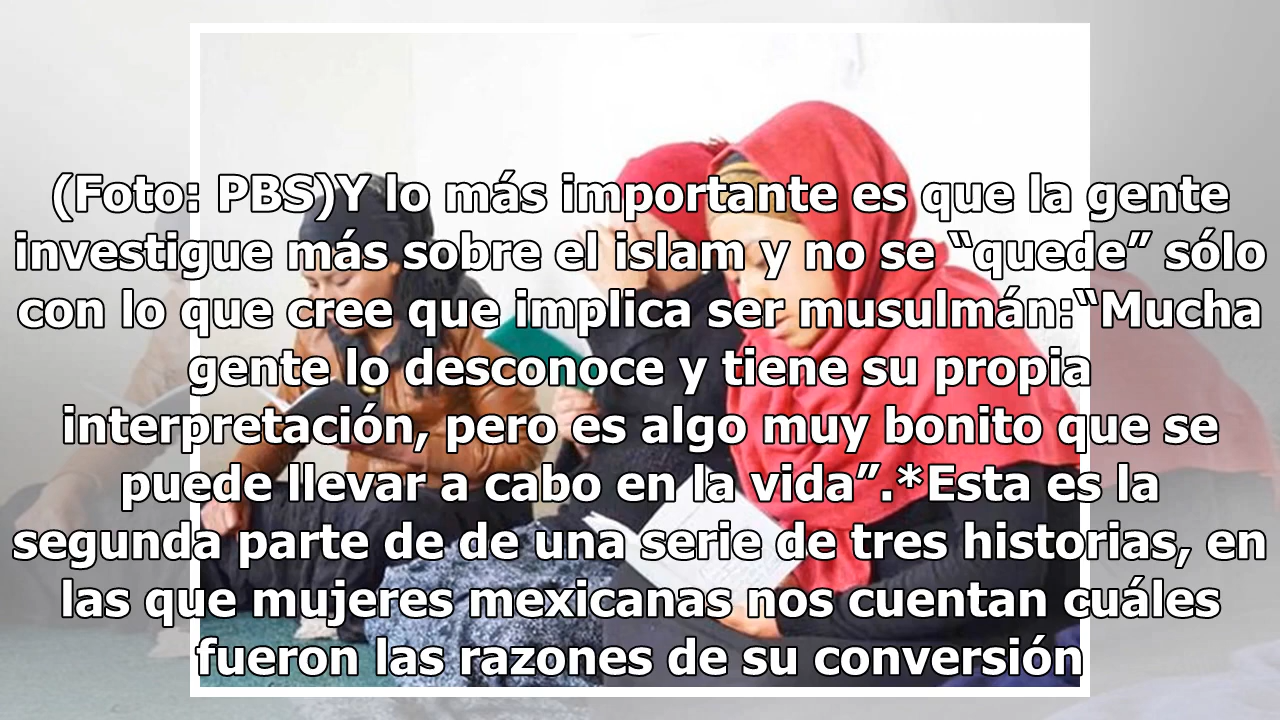 (Foto: PBS)Y lo más importante es que la gente
investigue más sobre el islam y no se “quede” sólo
con lo que cree que implica ser musulmán:“Mucha
gente lo desconoce y tiene su propia
interpretación, pero es algo muy bonito que se
puede llevar a cabo en la vida”.*Esta es la
segunda parte de de una serie de tres historias, en
las que mujeres mexicanas nos cuentan cuáles
fueron las razones de su conversión